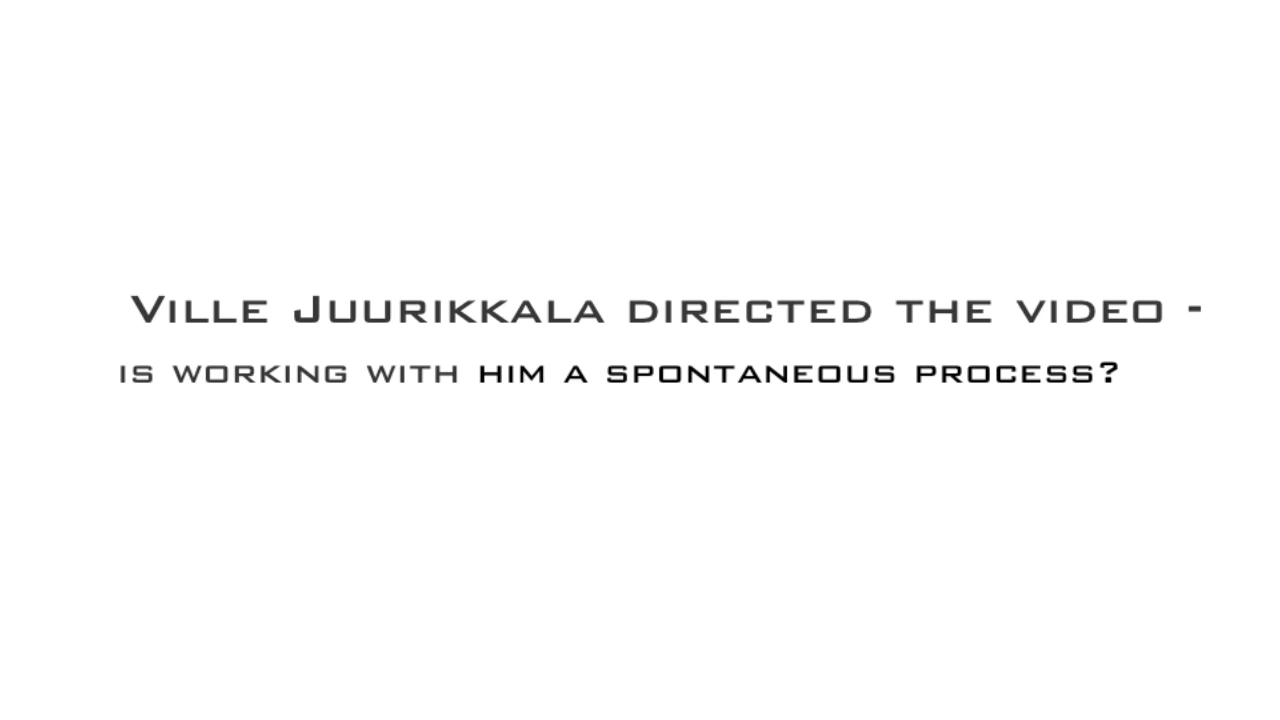 Ville Juurikkala directed the video -
is working with him a spontaneous process?